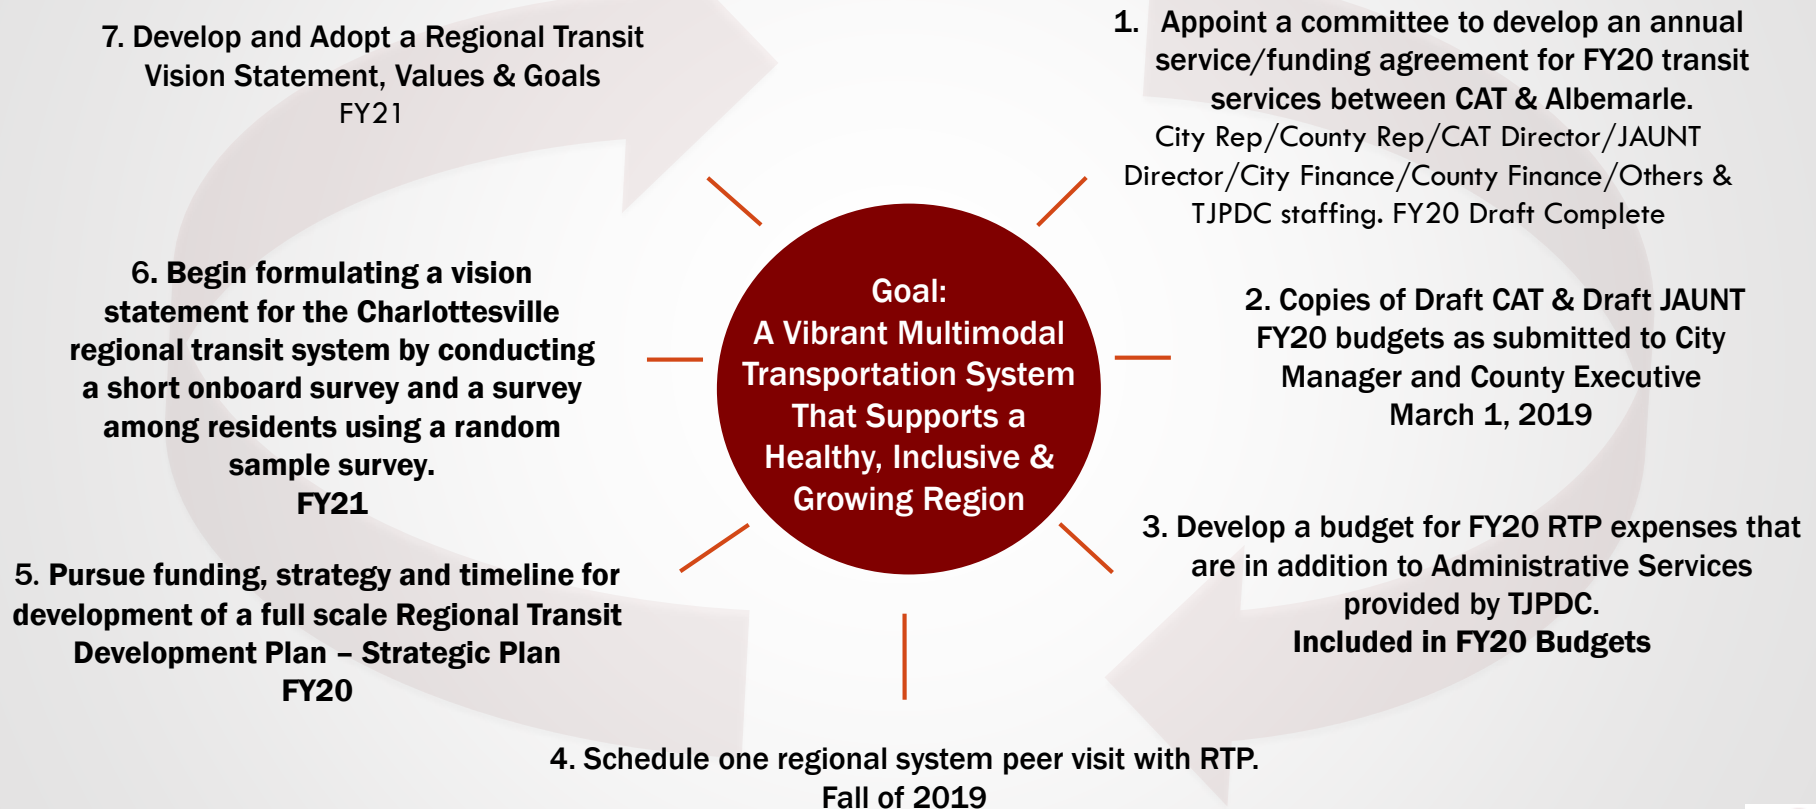 7. Develop and Adopt a Regional Transit
Vision Statement, Values & Goals
FY21
1. Appoint a committee to develop an annual
service/funding agreement for FY20 transit
services between CAT & Albemarle.
City Rep/County Rep/CAT Director/JAUNT
Director/City Finance/County Finance/Others &
TJPDC staffing. FY20 Draft Complete
6. Begin formulating a vision
statement for the Charlottesville
regional transit system by conducting
a short onboard survey and a survey
among residents using a random
sample survey.
FY21
Goal:
A Vibrant Multimodal
Transportation System
That Supports a
Healthy, Inclusive &
Growing Region
2. Copies of Draft CAT & Draft JAUNT
FY20 budgets as submitted to City
Manager and County Executive
March 1, 2019
3. Develop a budget for FY20 RTP expenses that
are in addition to Administrative Services
provided by TJPDC.
Included in FY20 Budgets
5. Pursue funding, strategy and timeline for
development of a full scale Regional Transit
Development Plan – Strategic Plan
FY20
4. Schedule one regional system peer visit with RTP.
Fall of 2019